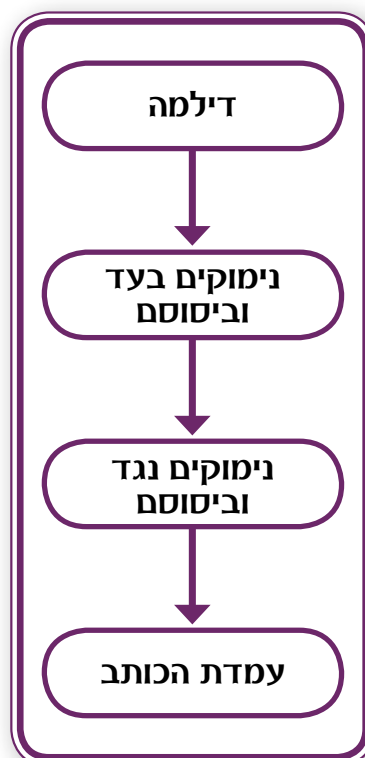 דילמה
נימוקים בעד
וביסוסם
נימוקים נגד
וביסוסם
עמדת הכותב